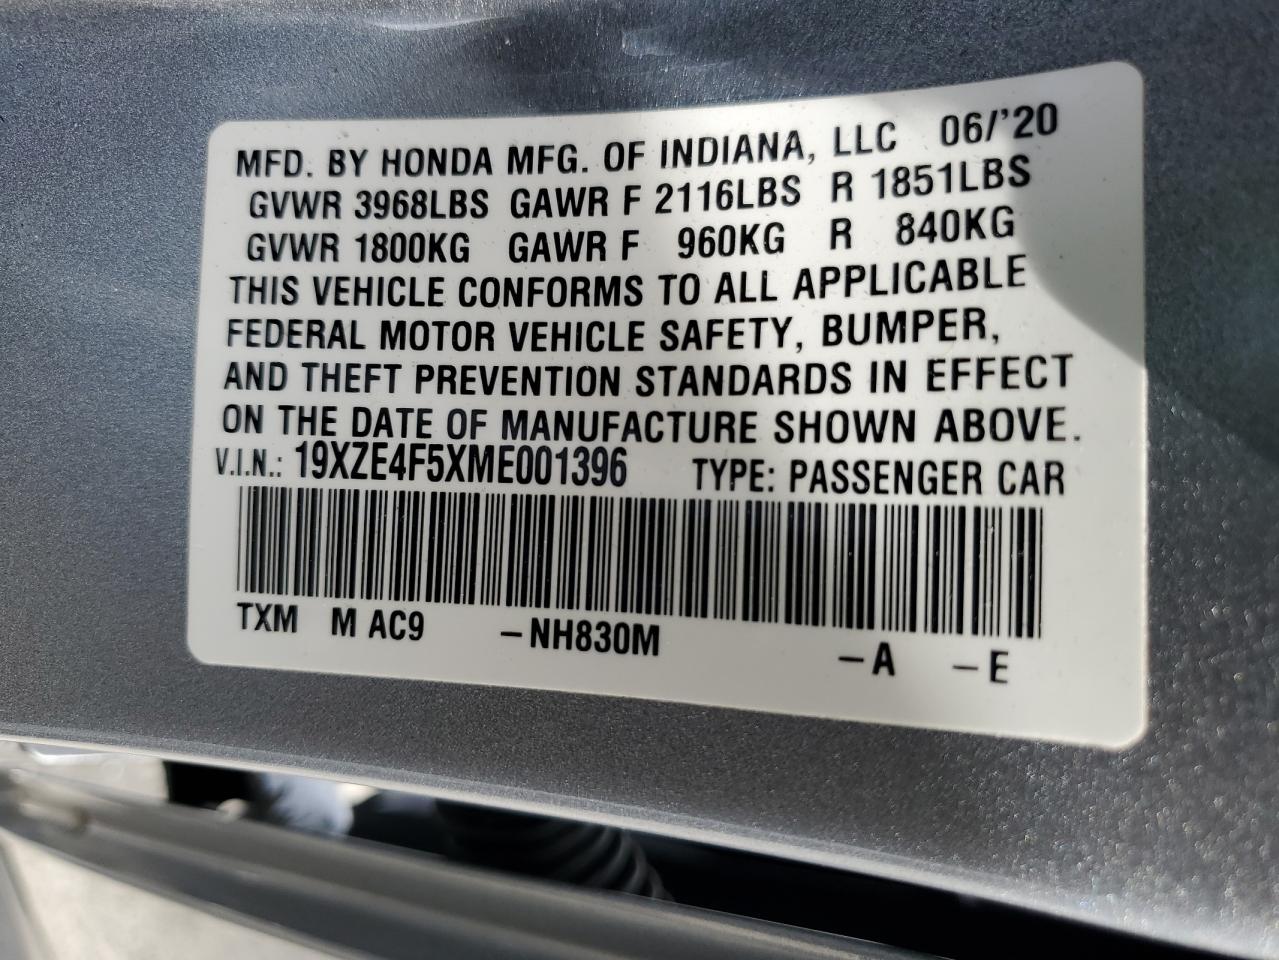 MFD. BY HONDA MFG. OF INDIANA, LLC 06/'20
GVWR 3968LBS GAWR F 2116LBS R 1851LBS
GVWR 1800KG GAWR F 960KG R 840KG
THIS VEHICLE CONFORMS TO ALL APPLICABLE
FEDERAL MOTOR VEHICLE SAFETY, BUMPER,
AND THEFT PREVENTION STANDARDS IN EFFECT
ON THE DATE OF MANUFACTURE SHOWN ABOVE.
V.I.N.: 19XZE4F5XME001396 TYPE: PASSENGER CAR
TXM M AC9 -NH830M -A -E